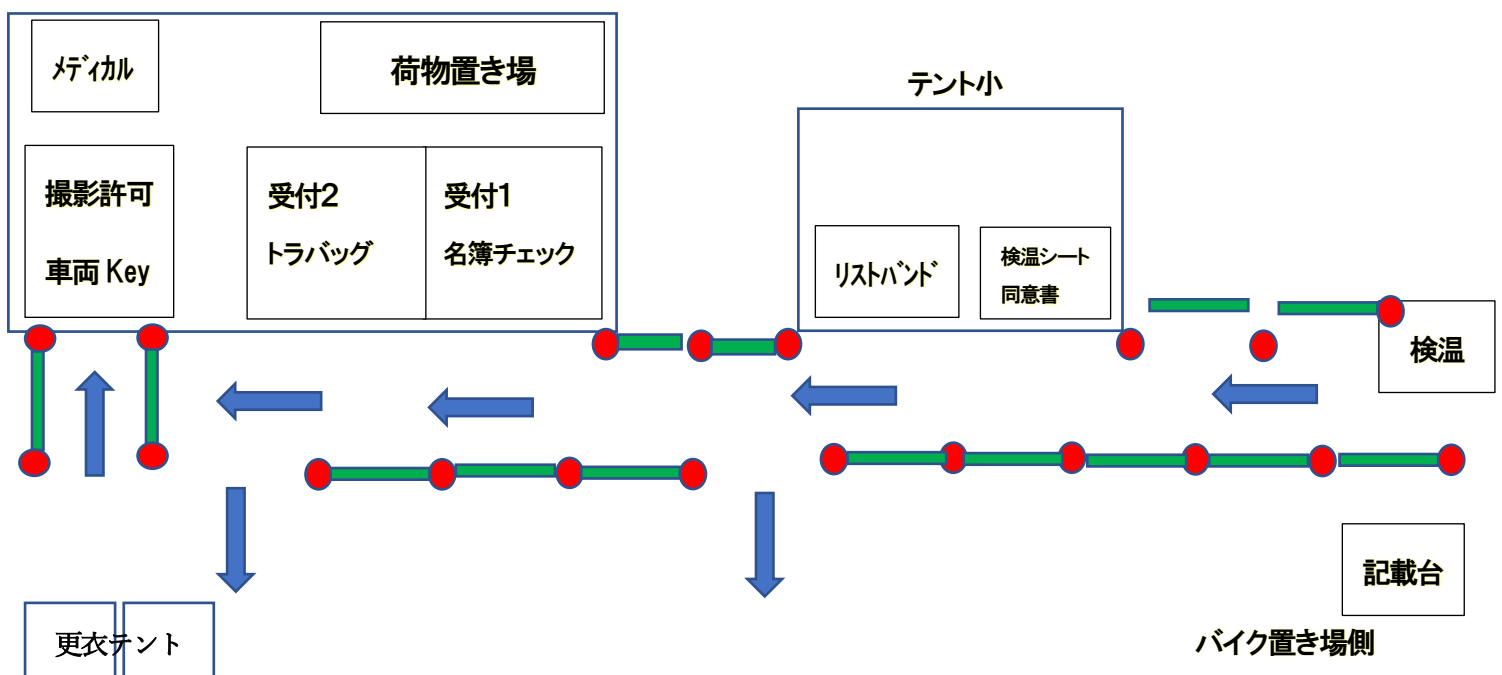 メディカル
荷物置き場
テント小
撮影許可
車両 Key
受付2
トラバッグ
受付1
名簿チェック
リストバンド
検温シート
同意書
検温
記載台
更衣テント
バイク置き場側